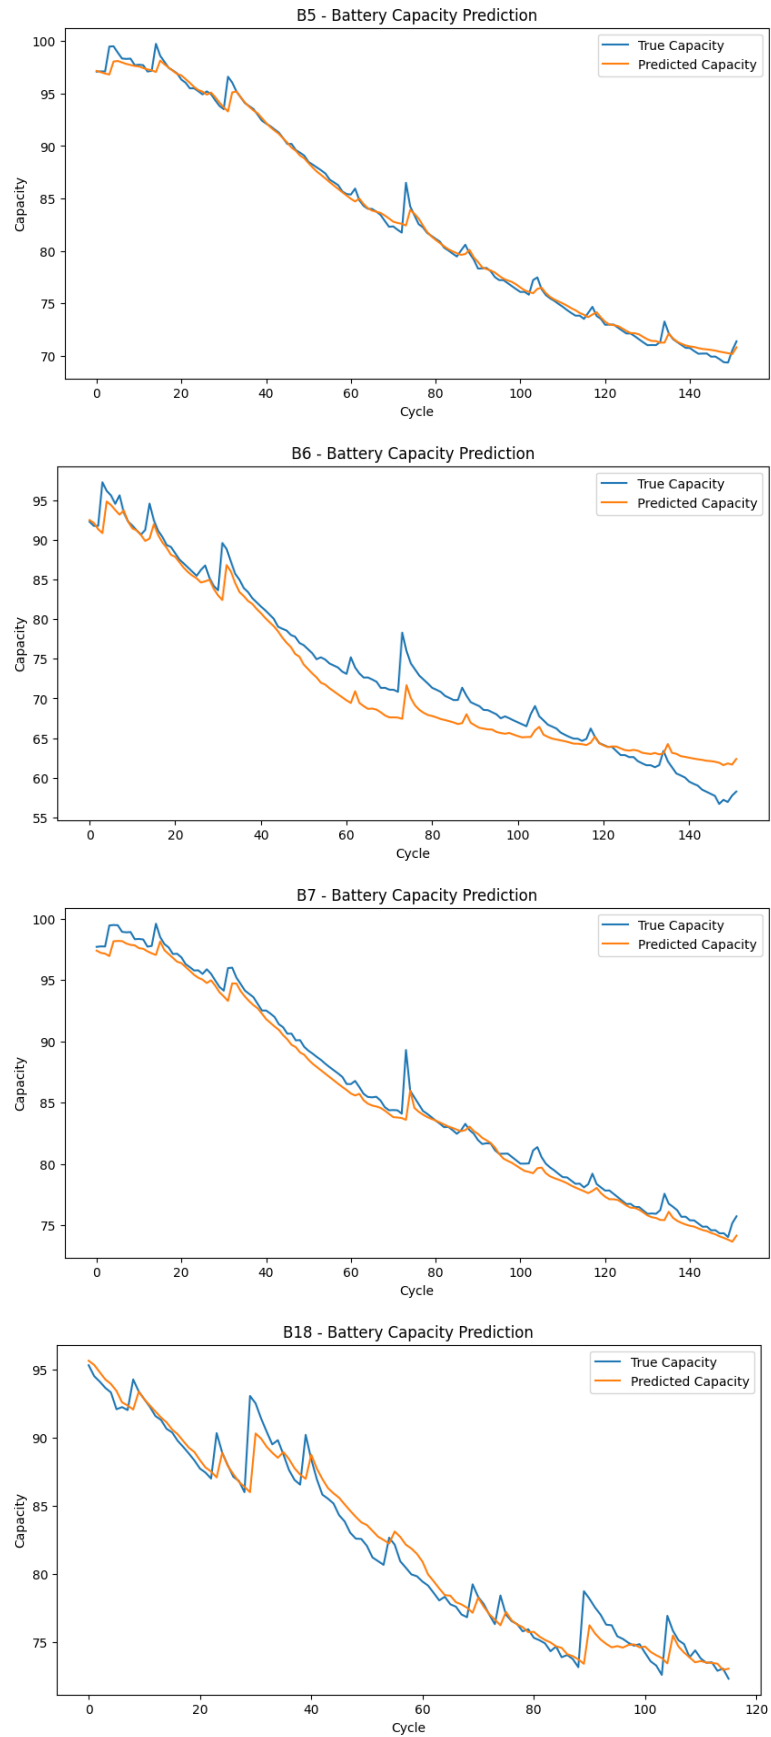 B5 - Battery Capacity Prediction
True Capacity
Predicted Capacity
100
95
90
85
80
75
70
Capacity
0 20 40 60 80 100 120 140
Cycle
B6 - Battery Capacity Prediction
True Capacity
Predicted Capacity
95
90
85
80
75
70
65
60
55
Capacity
0 20 40 60 80 100 120 140
Cycle
B7 - Battery Capacity Prediction
True Capacity
Predicted Capacity
100
95
90
85
80
75
Capacity
0 20 40 60 80 100 120 140
Cycle
B18 - Battery Capacity Prediction
True Capacity
Predicted Capacity
95
90
85
80
75
Capacity
0 20 40 60 80 100 120
Cycle